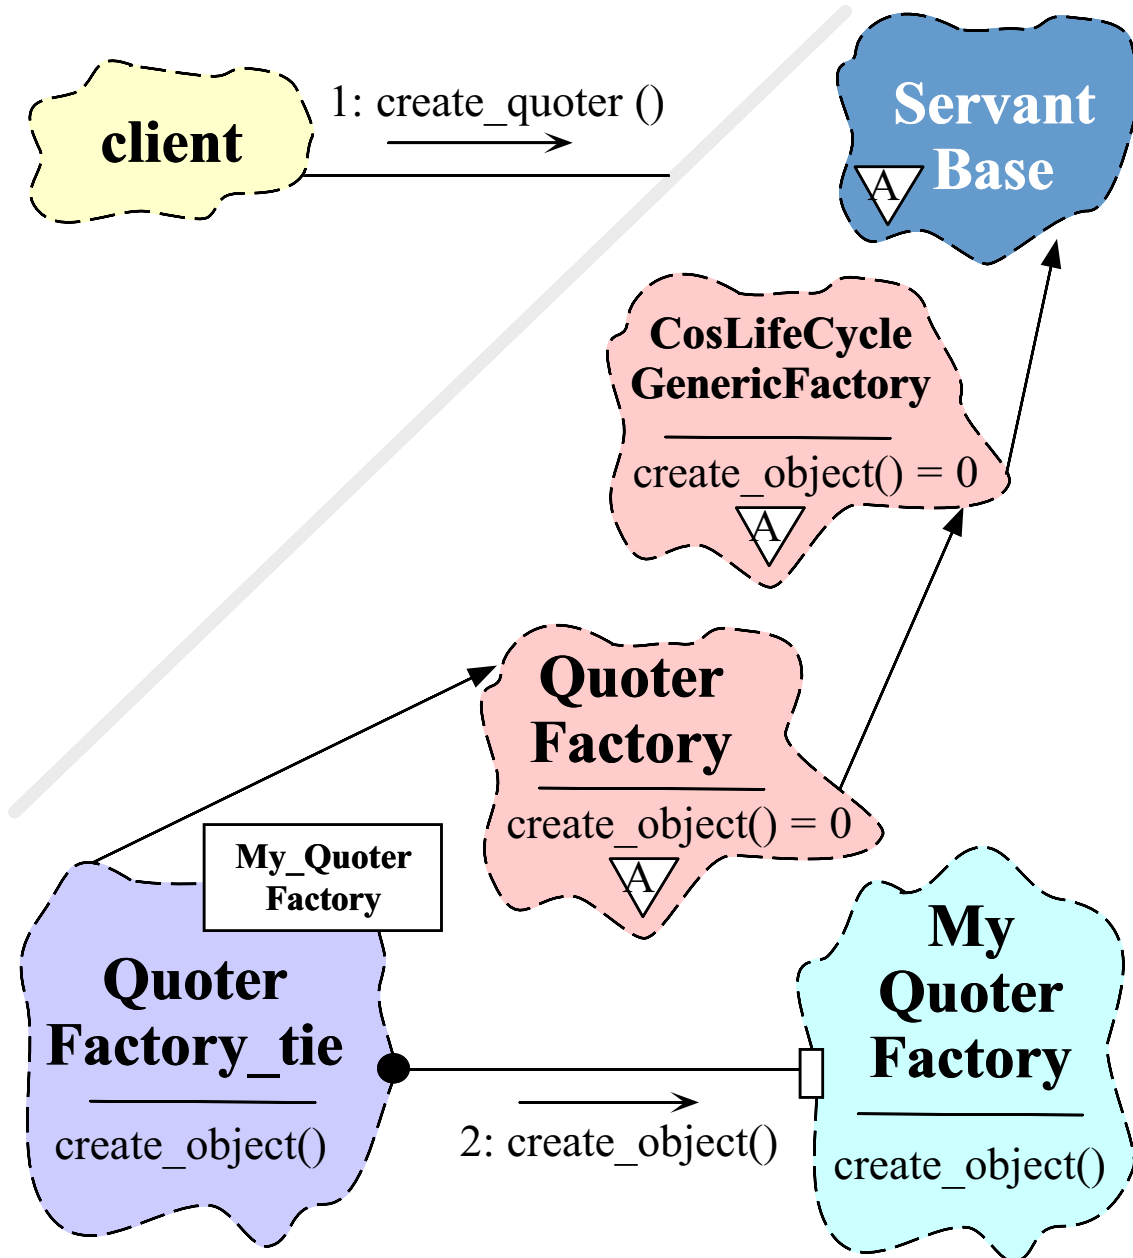 1: create_quoter ()
client
Servant
Base
A
CosLifeCycle
GenericFactory
create_object() = 0
A
Quoter
Factory
create_object() = 0
A
My_Quoter
Factory
Quoter
Factory_tie
create_object()
2: create_object()
My
Quoter
Factory
create_object()